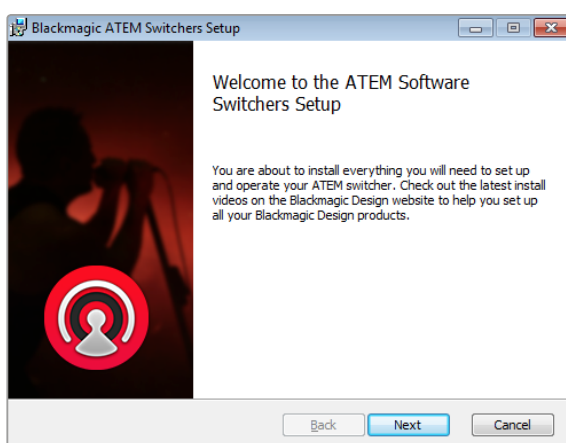 Blackmagic ATEM Switchers Setup
Welcome to the ATEM Software
Switchers Setup
You are about to install everything you will need to set up
and operate your ATEM switcher. Check out the latest install
videos on the Blackmagic Design website to help you set up
all your Blackmagic Design products.
Back
Next
Cancel